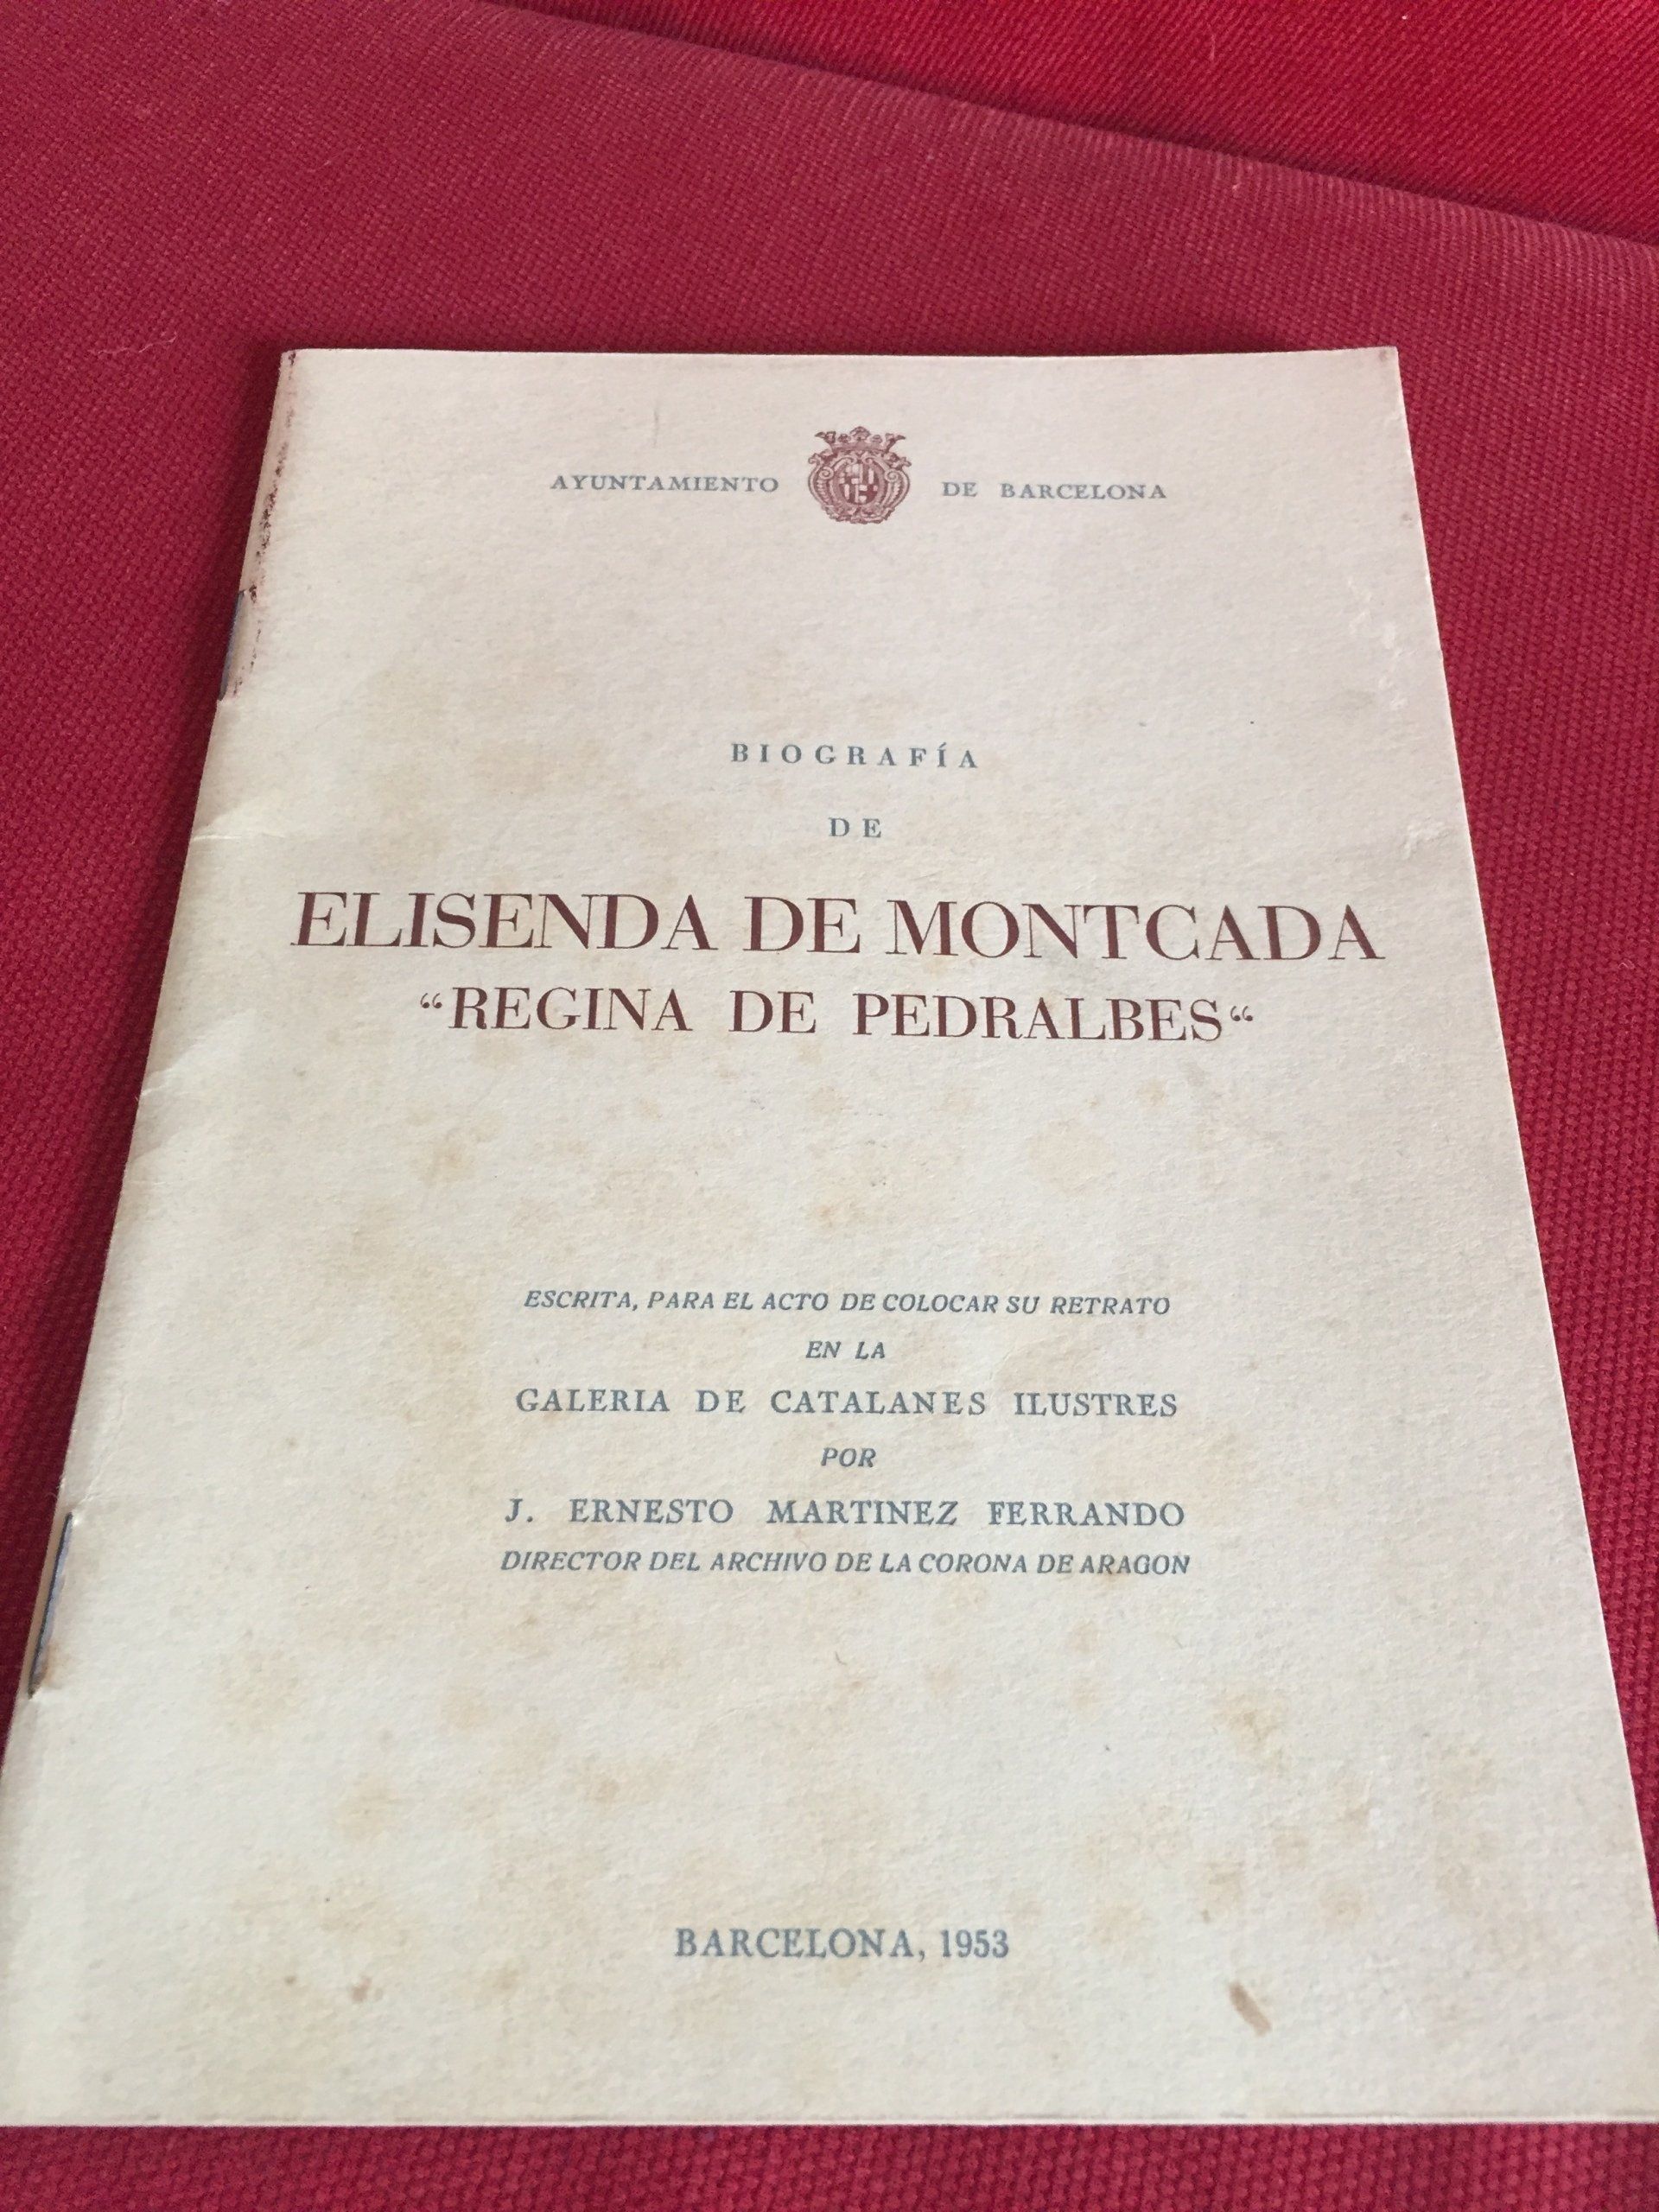 AYUNTAMIENTO DE BARCELONA
BIOGRAFÍA
DE
ELISENDA DE MONTCADA
“REGINA DE PEDRALBES“
ESCRITA, PARA EL ACTO DE COLOCAR SU RETRATO
EN LA
GALERIA DE CATALANES ILUSTRES
POR
J. ERNESTO MARTINEZ FERRANDO
DIRECTOR DEL ARCHIVO DE LA CORONA DE ARAGON
BARCELONA, 1953